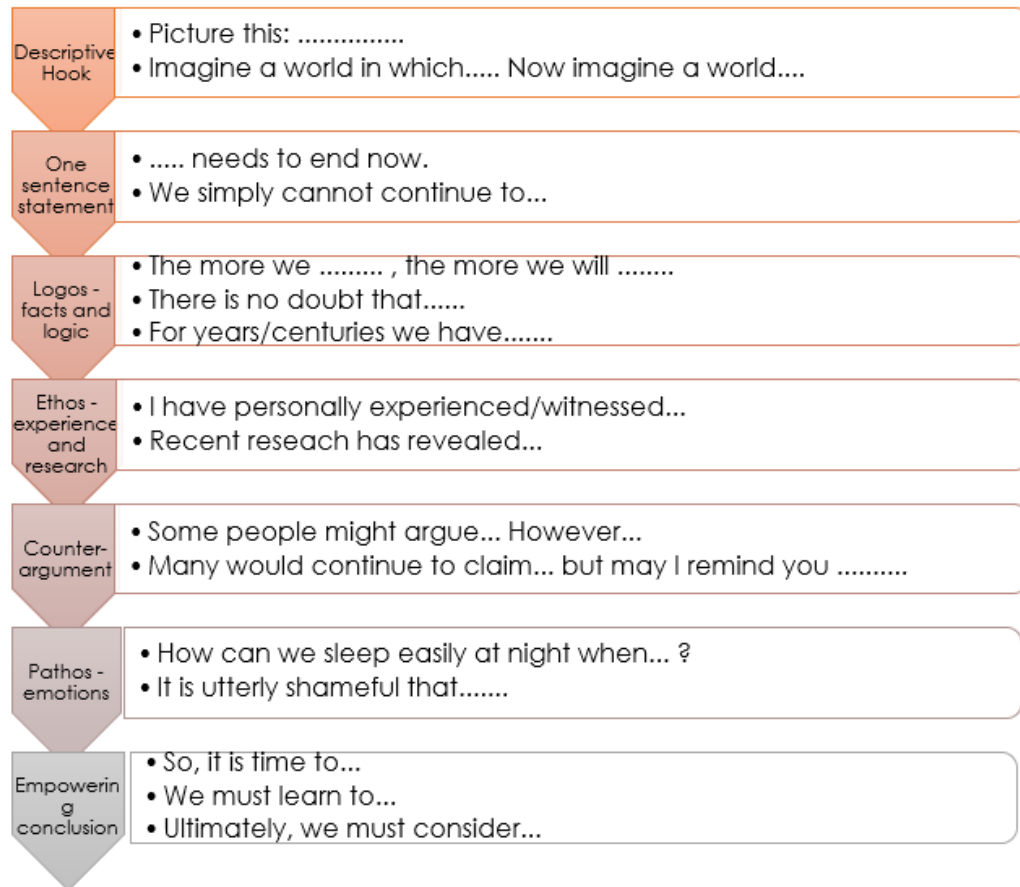 Descriptive
Hook
• Picture this: ...............
• Imagine a world in which..... Now imagine a world....
One
sentence
statement
• ..... needs to end now.
• We simply cannot continue to...
Logos -
facts and
logic
• The more we ......... , the more we will ........
• There is no doubt that......
• For years/centuries we have.......
Ethos -
experience
and
research
• I have personally experienced/witnessed...
• Recent reseach has revealed...
Counter-
argument
• Some people might argue... However...
• Many would continue to claim... but may I remind you ..........
Pathos -
emotions
• How can we sleep easily at night when... ?
• It is utterly shameful that.......
Empowerin
g
conclusion
• So, it is time to...
• We must learn to...
• Ultimately, we must consider...